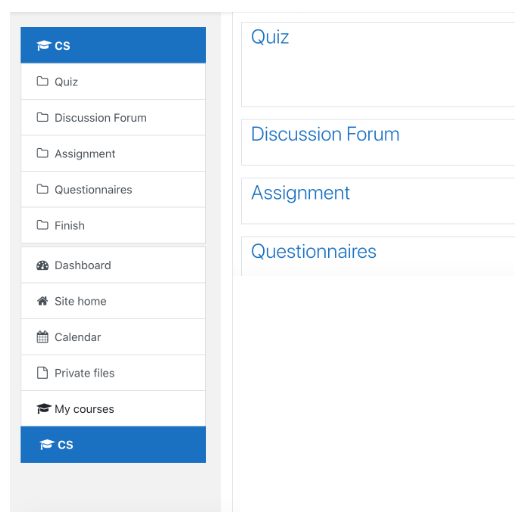 CS
Quiz
Discussion Forum
Assignment
Questionnaires
Finish
Dashboard
Site home
Calendar
Private files
My courses
CS
Quiz
Discussion Forum
Assignment
Questionnaires